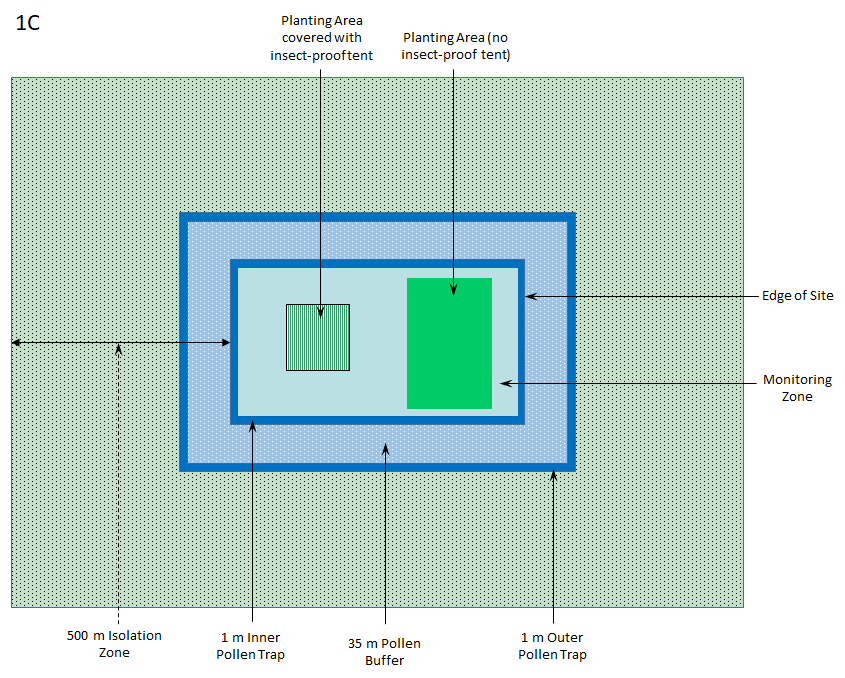 1C
Planting Area
covered with
insect-proof tent
Planting Area (no
insect-proof tent)
Edge of Site
Monitoring
Zone
500 m Isolation
Zone
1 m Inner
Pollen Trap
35 m Pollen
Buffer
1 m Outer
Pollen Trap